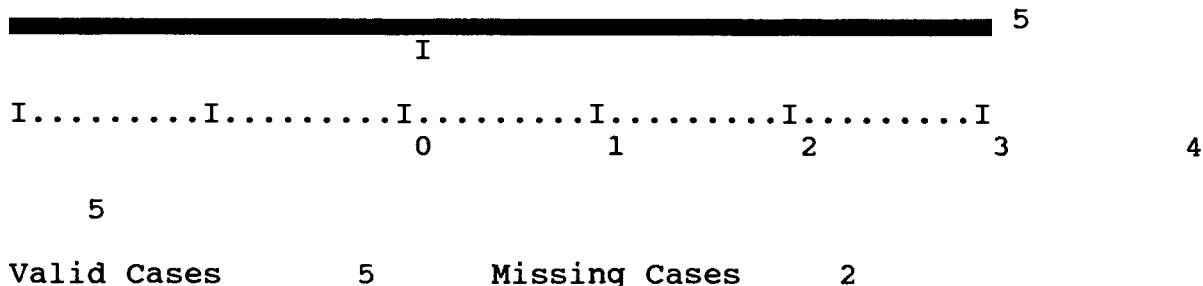 5
I
I.........I.........I.........I.........I.........I
0 1 2 3 4
5
Valid Cases 5 Missing Cases 2